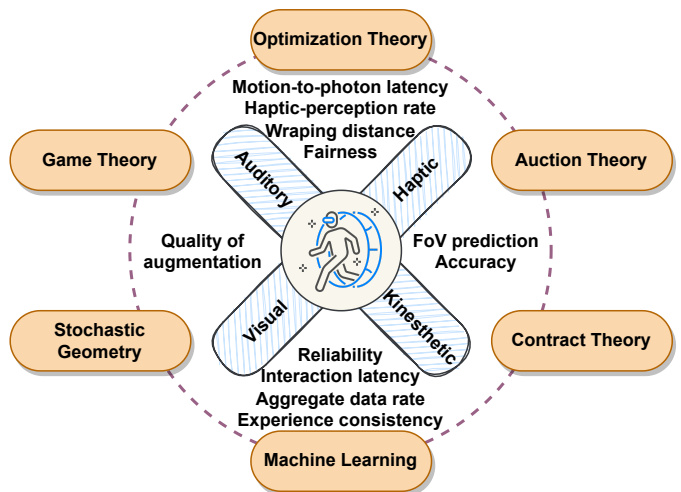 Optimization Theory
Motion-to-photon latency
Haptic-perception rate
Wraping distance
Fairness
Game Theory
Auction Theory
Auditory
Haptic
Quality of
augmentation
FoV prediction
Accuracy
Visual
Kinesthetic
Stochastic
Geometry
Contract Theory
Reliability
Interaction latency
Aggregate data rate
Experience consistency
Machine Learning